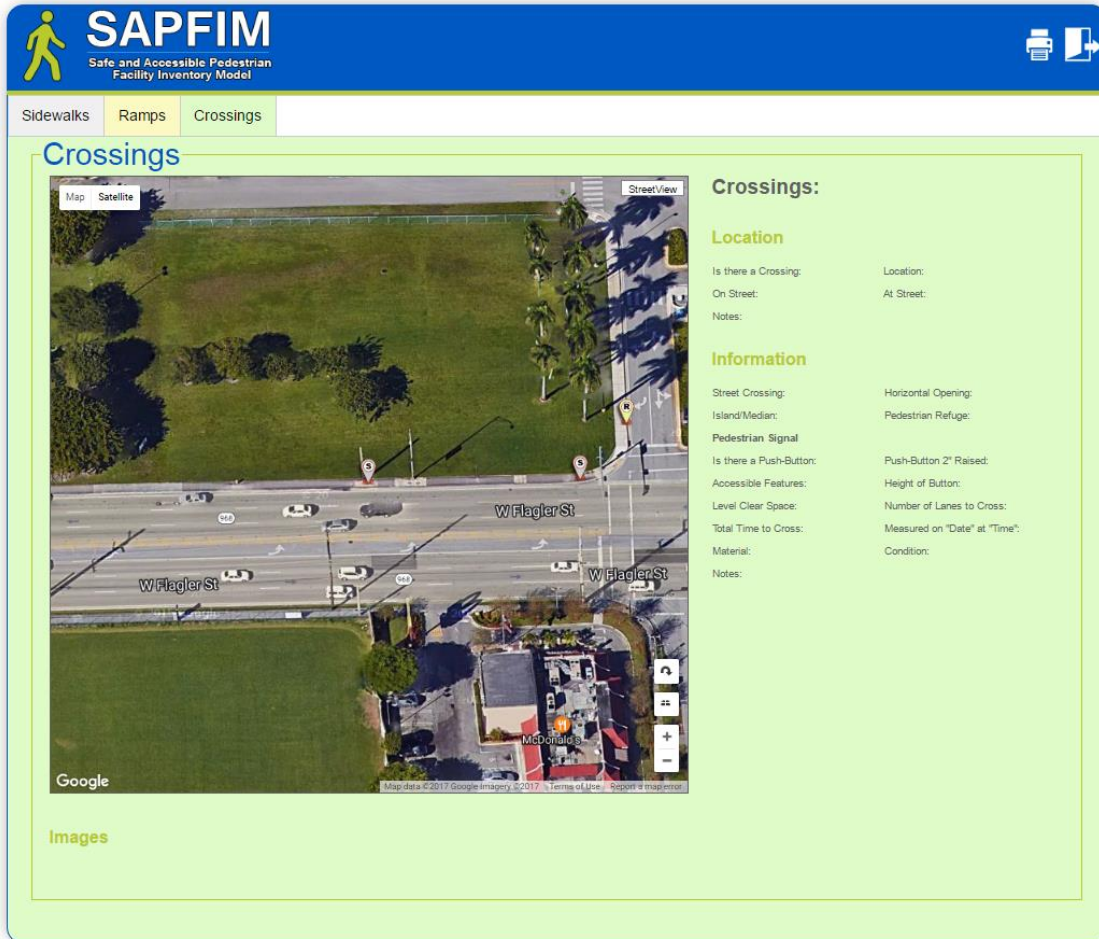 SAPFIM
Safe and Accessible Pedestrian
Facility Inventory Model
Sidewalks Ramps Crossings
Crossings
Map Satellite
StreetView
R
S
S
W Flagler St
968
968
W Flagler St
W Flagler St
McDonald's
Google
Map data ©2017 Google Imagery ©2017 Terms of Use Report a map error
Crossings:
Location
Is there a Crossing: Location:
On Street: At Street:
Notes:
Information
Street Crossing: Horizontal Opening:
Island/Median: Pedestrian Refuge:
Pedestrian Signal
Is there a Push-Button: Push-Button 2" Raised:
Accessible Features: Height of Button:
Level Clear Space: Number of Lanes to Cross:
Total Time to Cross: Measured on "Date" at "Time":
Material: Condition:
Notes:
Images